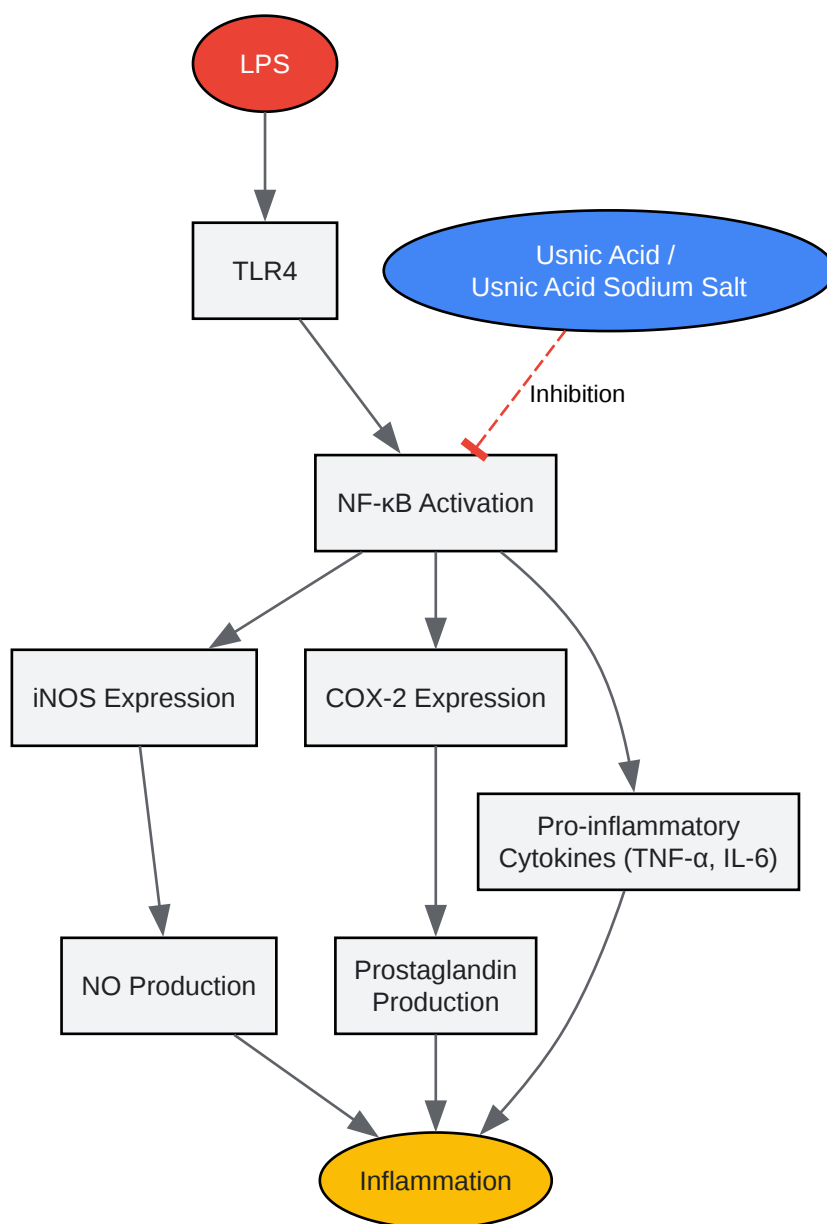 LPS
TLR4
Usnic Acid /
Usnic Acid Sodium Salt
Inhibition
NF-κB Activation
iNOS Expression
COX-2 Expression
Pro-inflammatory
Cytokines (TNF-α, IL-6)
NO Production
Prostaglandin
Production
Inflammation